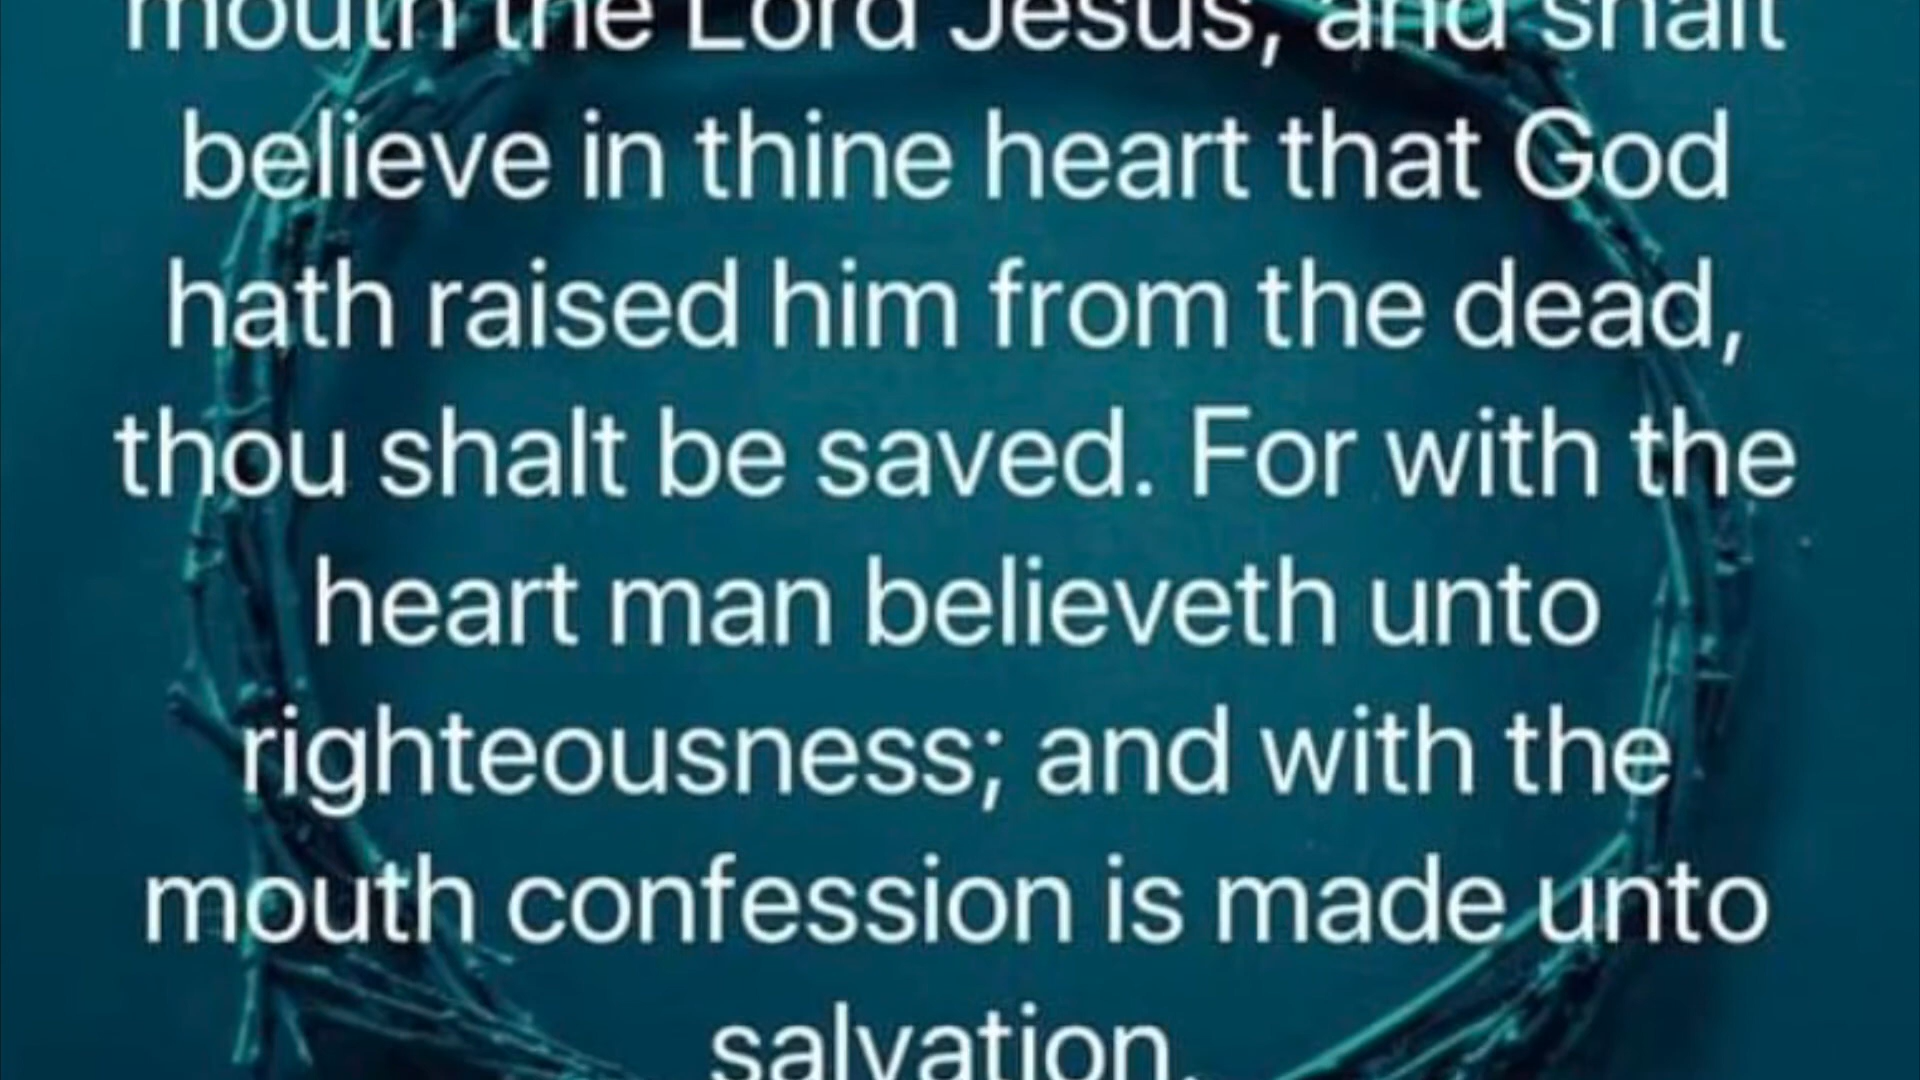 mouth the Lord Jesus, and shalt
believe in thine heart that God
hath raised him from the dead,
thou shalt be saved. For with the
heart man believeth unto
righteousness; and with the
mouth confession is made unto
salvation.